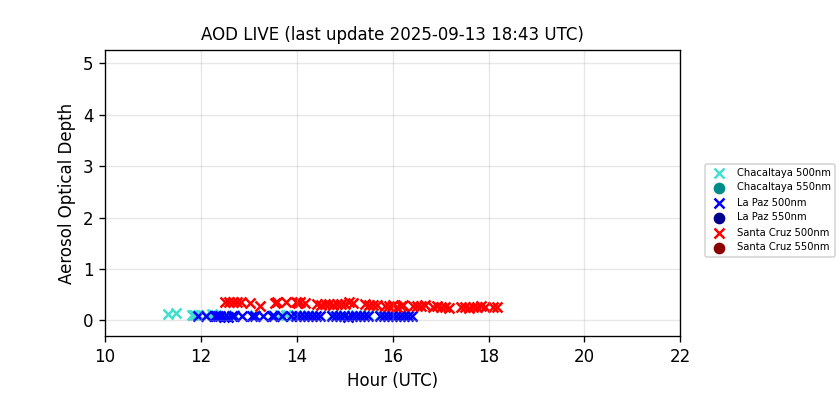 AOD LIVE (last update 2025-09-13 18:43 UTC)
Aerosol Optical Depth
5
4
3
2
1
0
10 12 14 16 18 20 22
Hour (UTC)
Chacaltaya 500nm
Chacaltaya 550nm
La Paz 500nm
La Paz 550nm
Santa Cruz 500nm
Santa Cruz 550nm